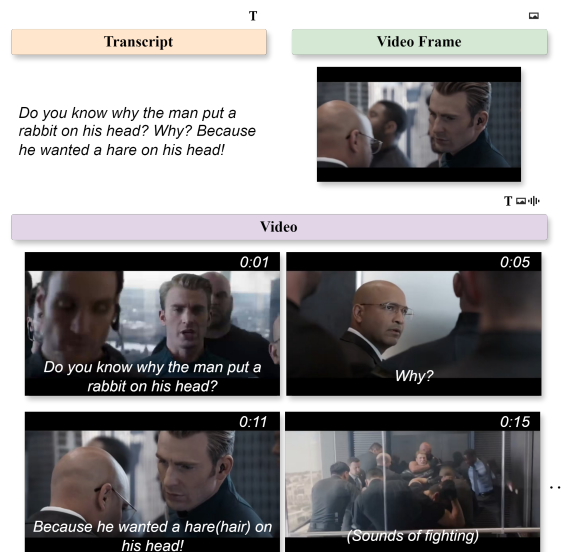 T
Transcript
Video Frame
Do you know why the man put a
rabbit on his head? Why? Because
he wanted a hare on his head!
T
Video
0:01
Do you know why the man put a
rabbit on his head?
0:05
Why?
0:11
Because he wanted a hare(hair) on
his head!
0:15
(Sounds of fighting)
..